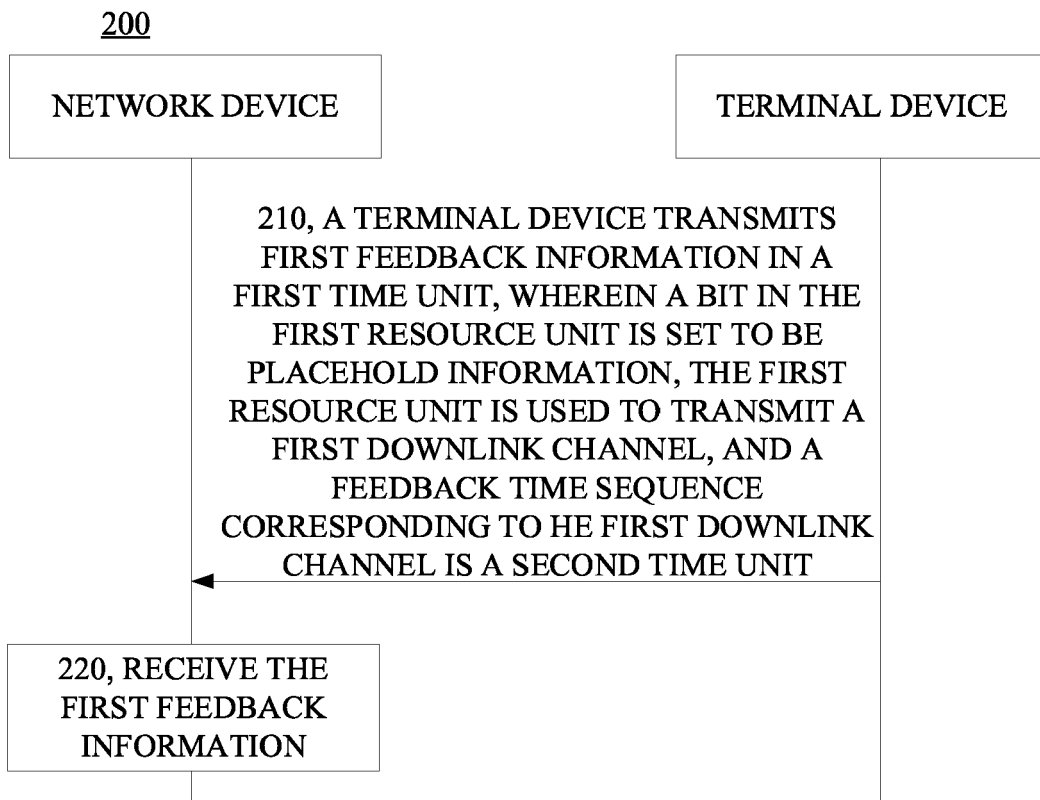 200
NETWORK DEVICE
TERMINAL DEVICE
210, A TERMINAL DEVICE TRANSMITS
FIRST FEEDBACK INFORMATION IN A
FIRST TIME UNIT, WHEREIN A BIT IN THE
FIRST RESOURCE UNIT IS SET TO BE
PLACEHOLD INFORMATION, THE FIRST
RESOURCE UNIT IS USED TO TRANSMIT A
FIRST DOWNLINK CHANNEL, AND A
FEEDBACK TIME SEQUENCE
CORRESPONDING TO HE FIRST DOWNLINK
CHANNEL IS A SECOND TIME UNIT
220, RECEIVE THE
FIRST FEEDBACK
INFORMATION